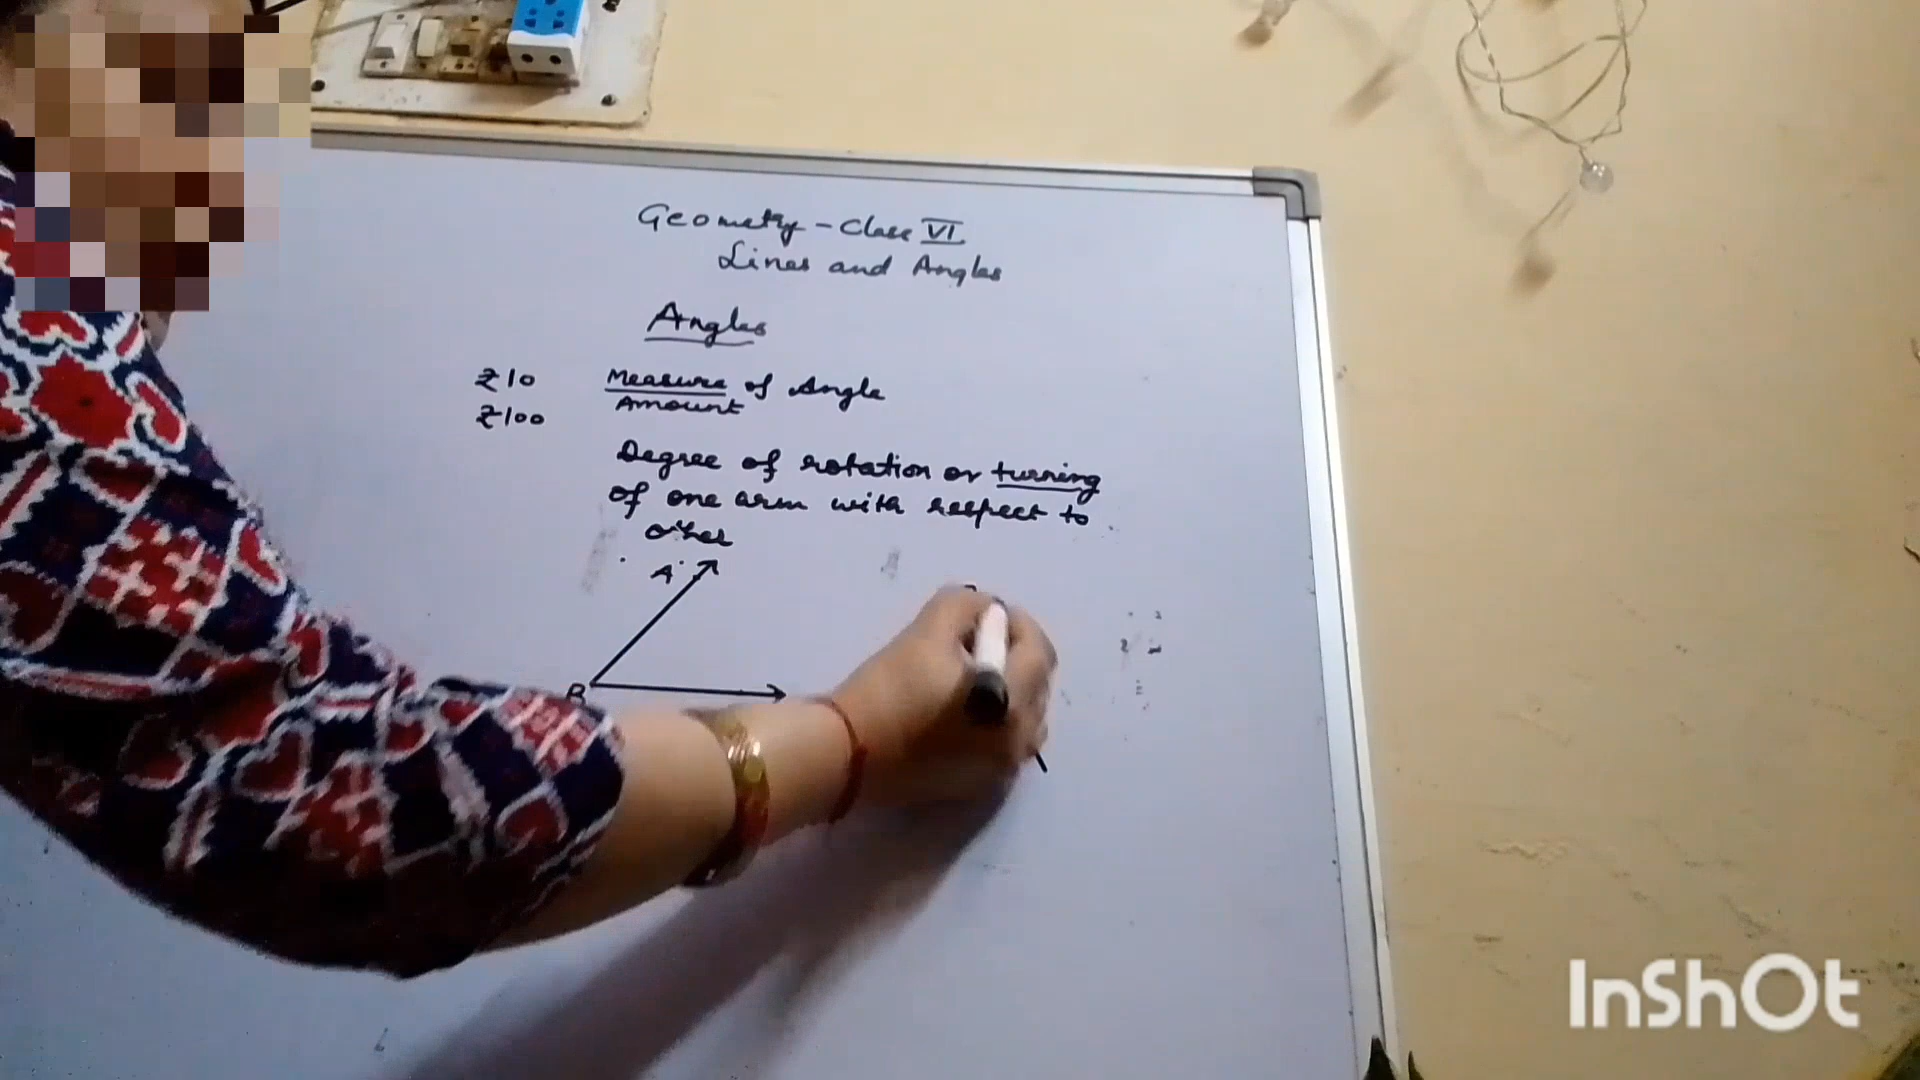 Geometry - Class VI
Lines and Angles
Angles
₹10 Measure of Angle
₹100 Amount
Degree of rotation or turning
of one arm with respect to
other
A
B
InShOt